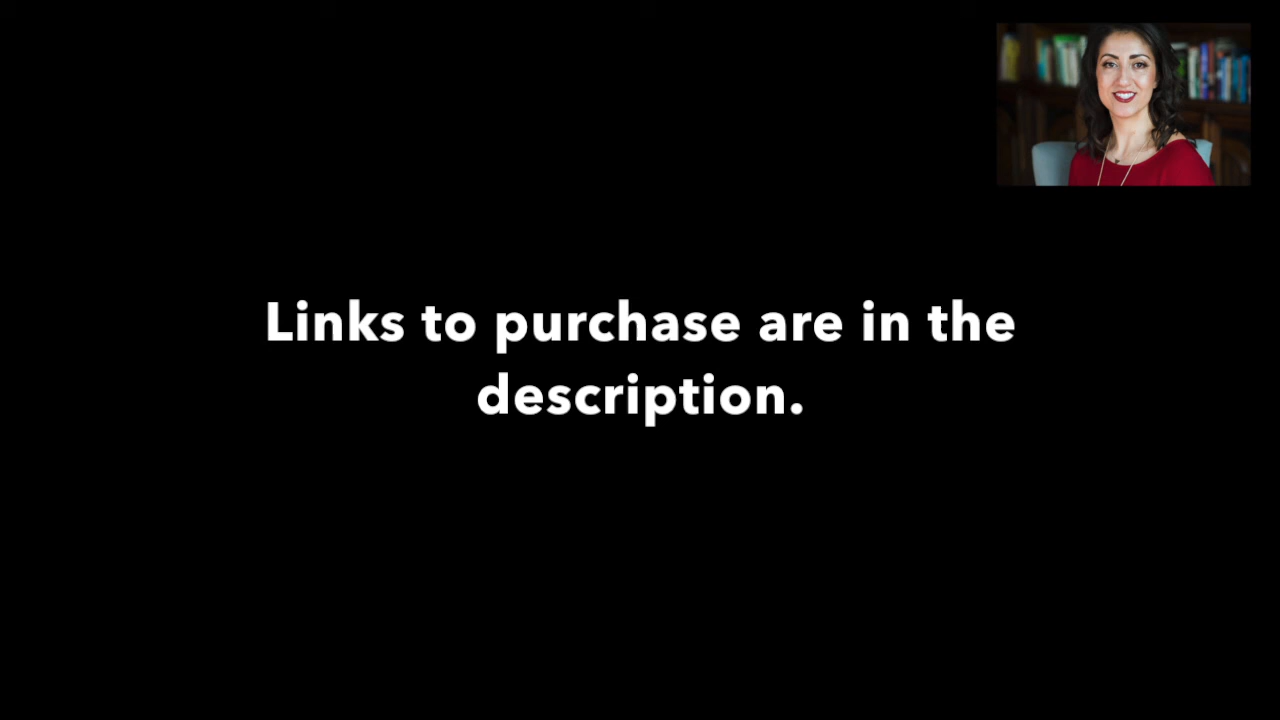 Links to purchase are in the
description.